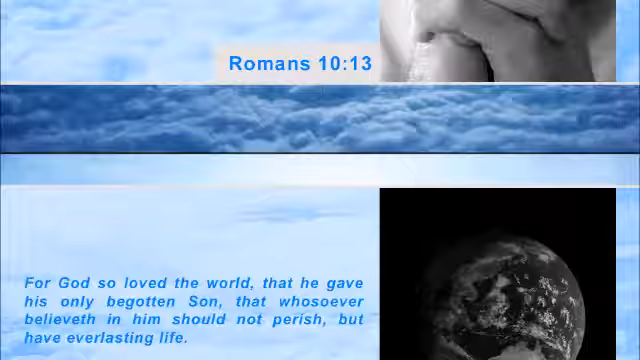 Romans 10:13
For God so loved the world, that he gave
his only begotten Son, that whosoever
believeth in him should not perish, but
have everlasting life.